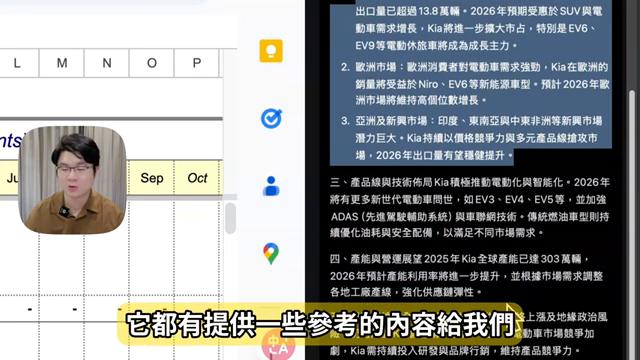 L M N O P
Sep Oct
出口量已超過13.8萬輛。2026年預期受惠於SUV與電
動車需求增長，Kia將進一步擴大市占，特別是EV6、
EV9等電動休旅車將成為成長主力。
2. 歐洲市場：歐洲消費者對電動車需求強勁，Kia在歐洲的
銷量將受益於Niro、EV6等新能源車型。預計2026年歐
洲市場將維持高個位數增長。
3. 亞洲及新興市場：印度、東南亞與中東非洲等新興市場
潛力巨大。Kia持續以價格競爭力與多元產品線搶攻市
場，2026年出口量有望穩健提升。
三、產品線與技術佈局Kia積極推動電動化與智能化。2026年
將有更多新世代電動車問世，如EV3、EV4、EV5等，並加強
ADAS (先進駕駛輔助系統) 與車聯網技術。傳統燃油車型則持
續優化油耗與安全配備，以滿足不同市場需求。
四、產能與營運展望 2025年Kia全球產能已達303萬輛，
2026年預計產能利用率將進一步提升，並根據市場需求調整
各地工廠產線，強化供應鏈彈性。
上漲及地緣政治風
電動車市場競爭加
劇，Kia需持續投入研發與品牌行銷，維持產品競爭力。
它都有提供一些參考的內容給我們